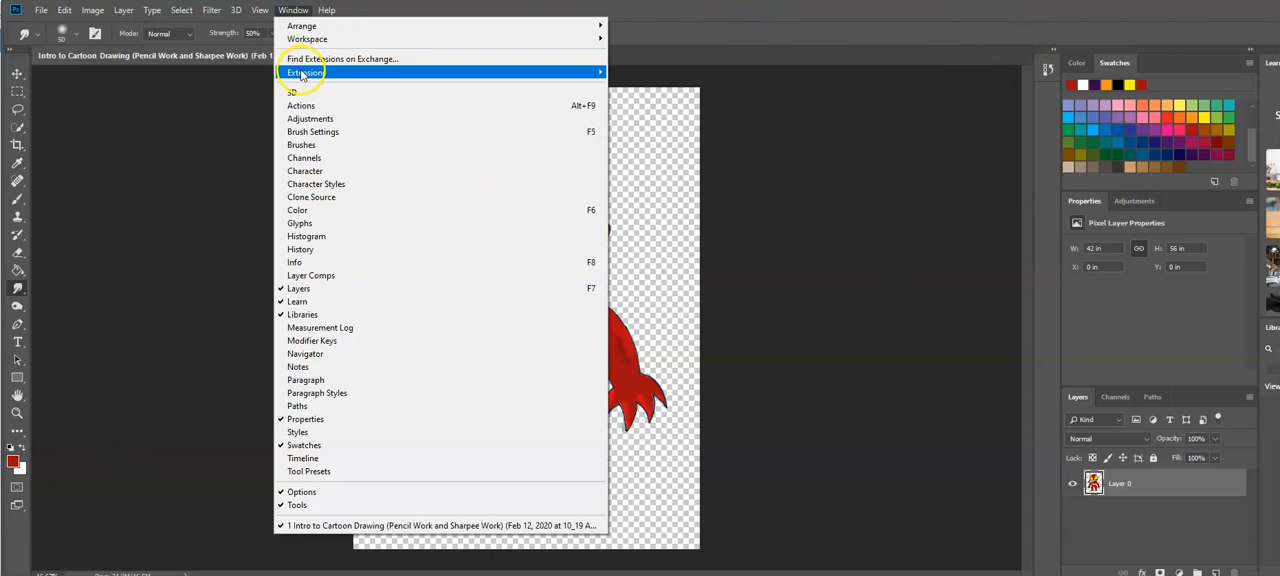 Ps File Edit Image Layer Type Select Filter 3D View Window Help
50 Mode: Normal Strength: 50%
Intro to Cartoon Drawing (Pencil Work and Sharpee Work) (Feb 1
Arrange
Workspace
Find Extensions on Exchange...
Extension
3D
Actions Alt+F9
Adjustments
Brush Settings F5
Brushes
Channels
Character
Character Styles
Clone Source
Color F6
Glyphs
Histogram
History
Info F8
Layer Comps
Layers F7
Learn
Libraries
Measurement Log
Modifier Keys
Navigator
Notes
Paragraph
Paragraph Styles
Paths
Properties
Styles
Swatches
Timeline
Tool Presets
Options
Tools
1 Intro to Cartoon Drawing (Pencil Work and Sharpee Work) (Feb 12, 2020 at 10_19 A...
Color Swatches
Properties Adjustments
Pixel Layer Properties
W: 42 in H: 56 in
X: 0 in Y: 0 in
Layers Channels Paths
Kind
Normal Opacity: 100%
Lock: Fill: 100%
Layer 0
fx
Libr
View